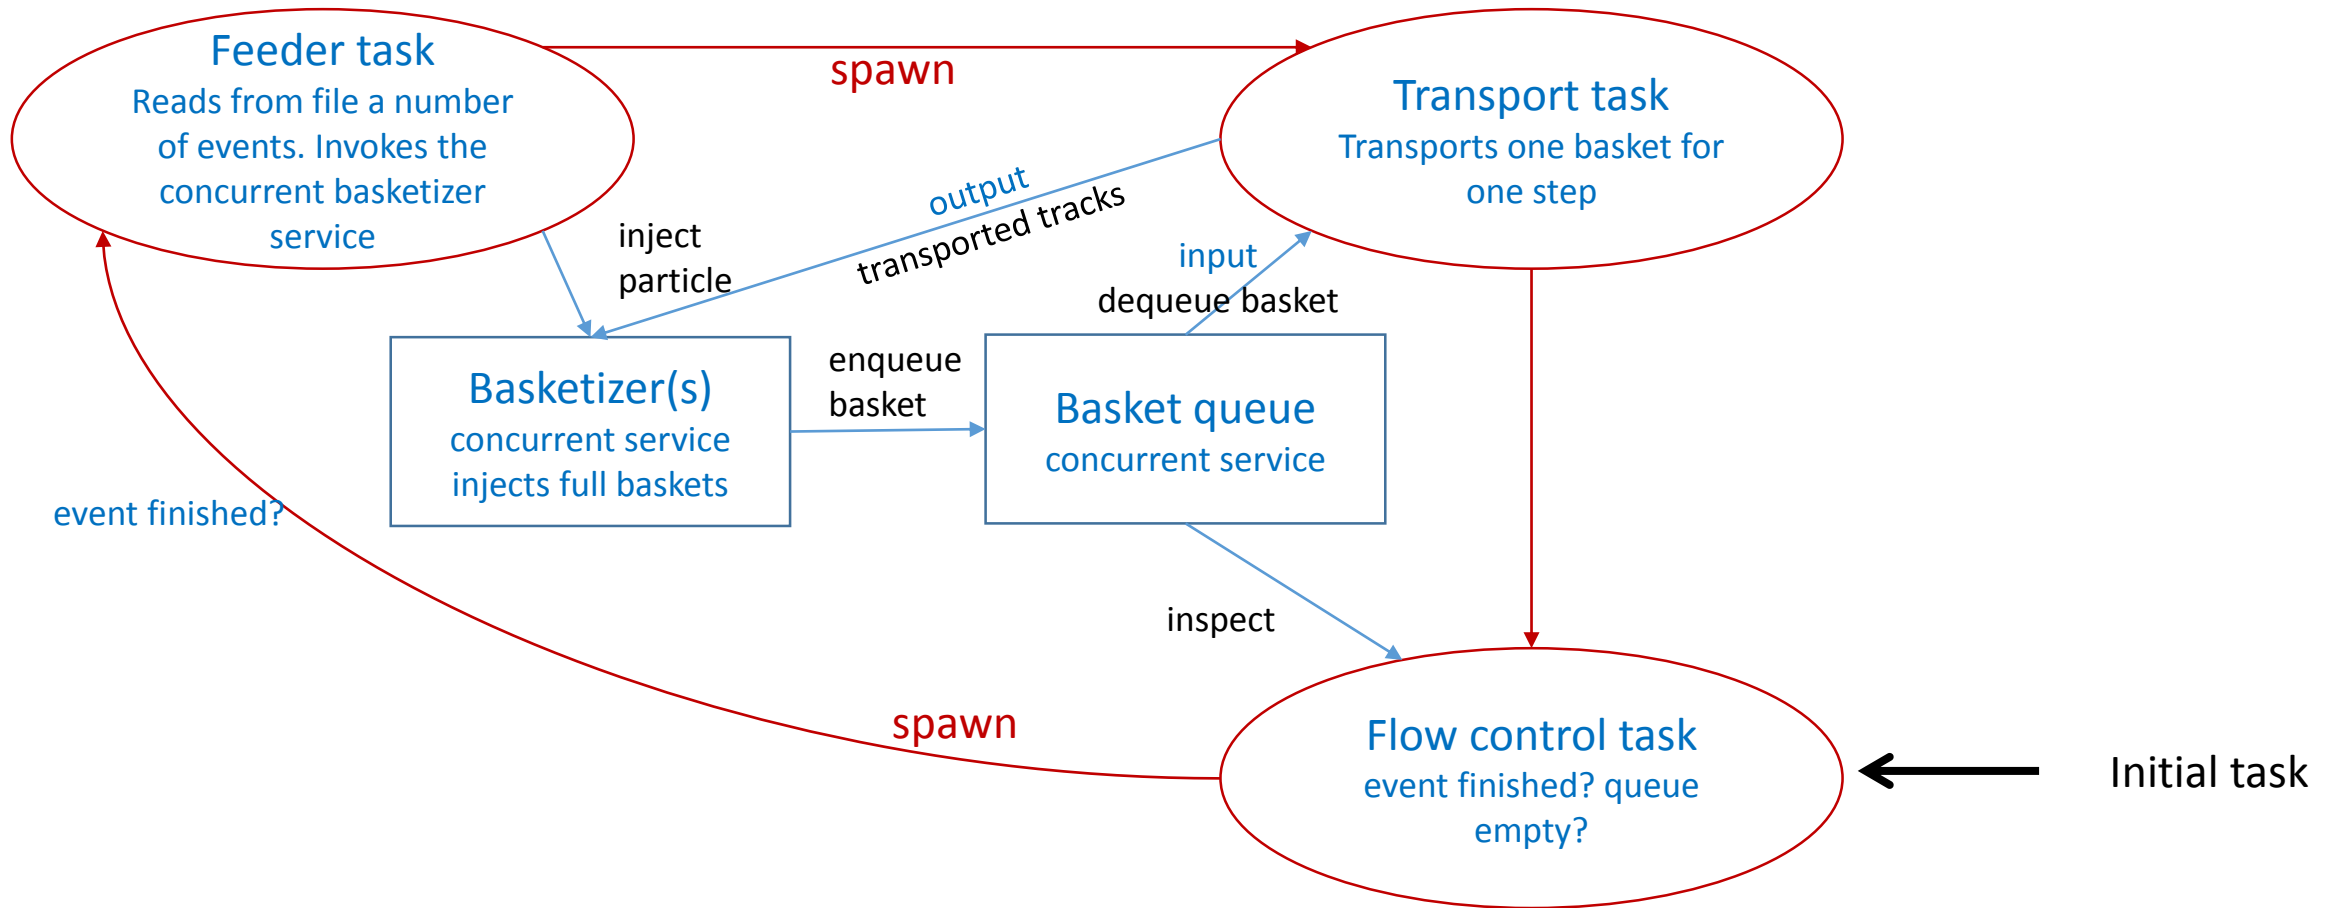 Feeder task
Reads from file a number
of events. Invokes the
concurrent basketizer
service
spawn
Transport task
Transports one basket for
one step
output
transported tracks
inject
particle
input
dequeue basket
Basketizer(s)
concurrent service
injects full baskets
enqueue
basket
Basket queue
concurrent service
event finished?
inspect
spawn
Flow control task
event finished? queue
empty?
Initial task